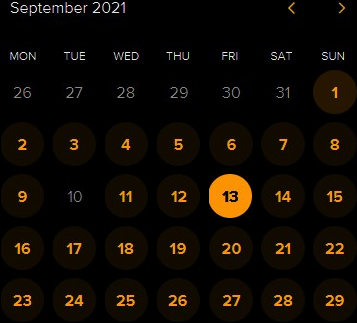 September 2021
MON TUE WED THU FRI SAT SUN
26 27 28 29 30 31 1
2 3 4 5 6 7 8
9 10 11 12 13 14 15
16 17 18 19 20 21 22
23 24 25 26 27 28 29